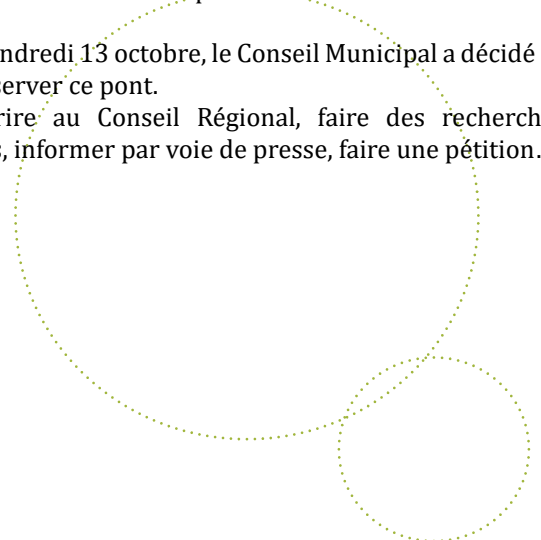 ndredi 13 octobre, le Conseil Municipal a décidé
server ce pont.
rire au Conseil Régional, faire des recherch
, informer par voie de presse, faire une pétition.